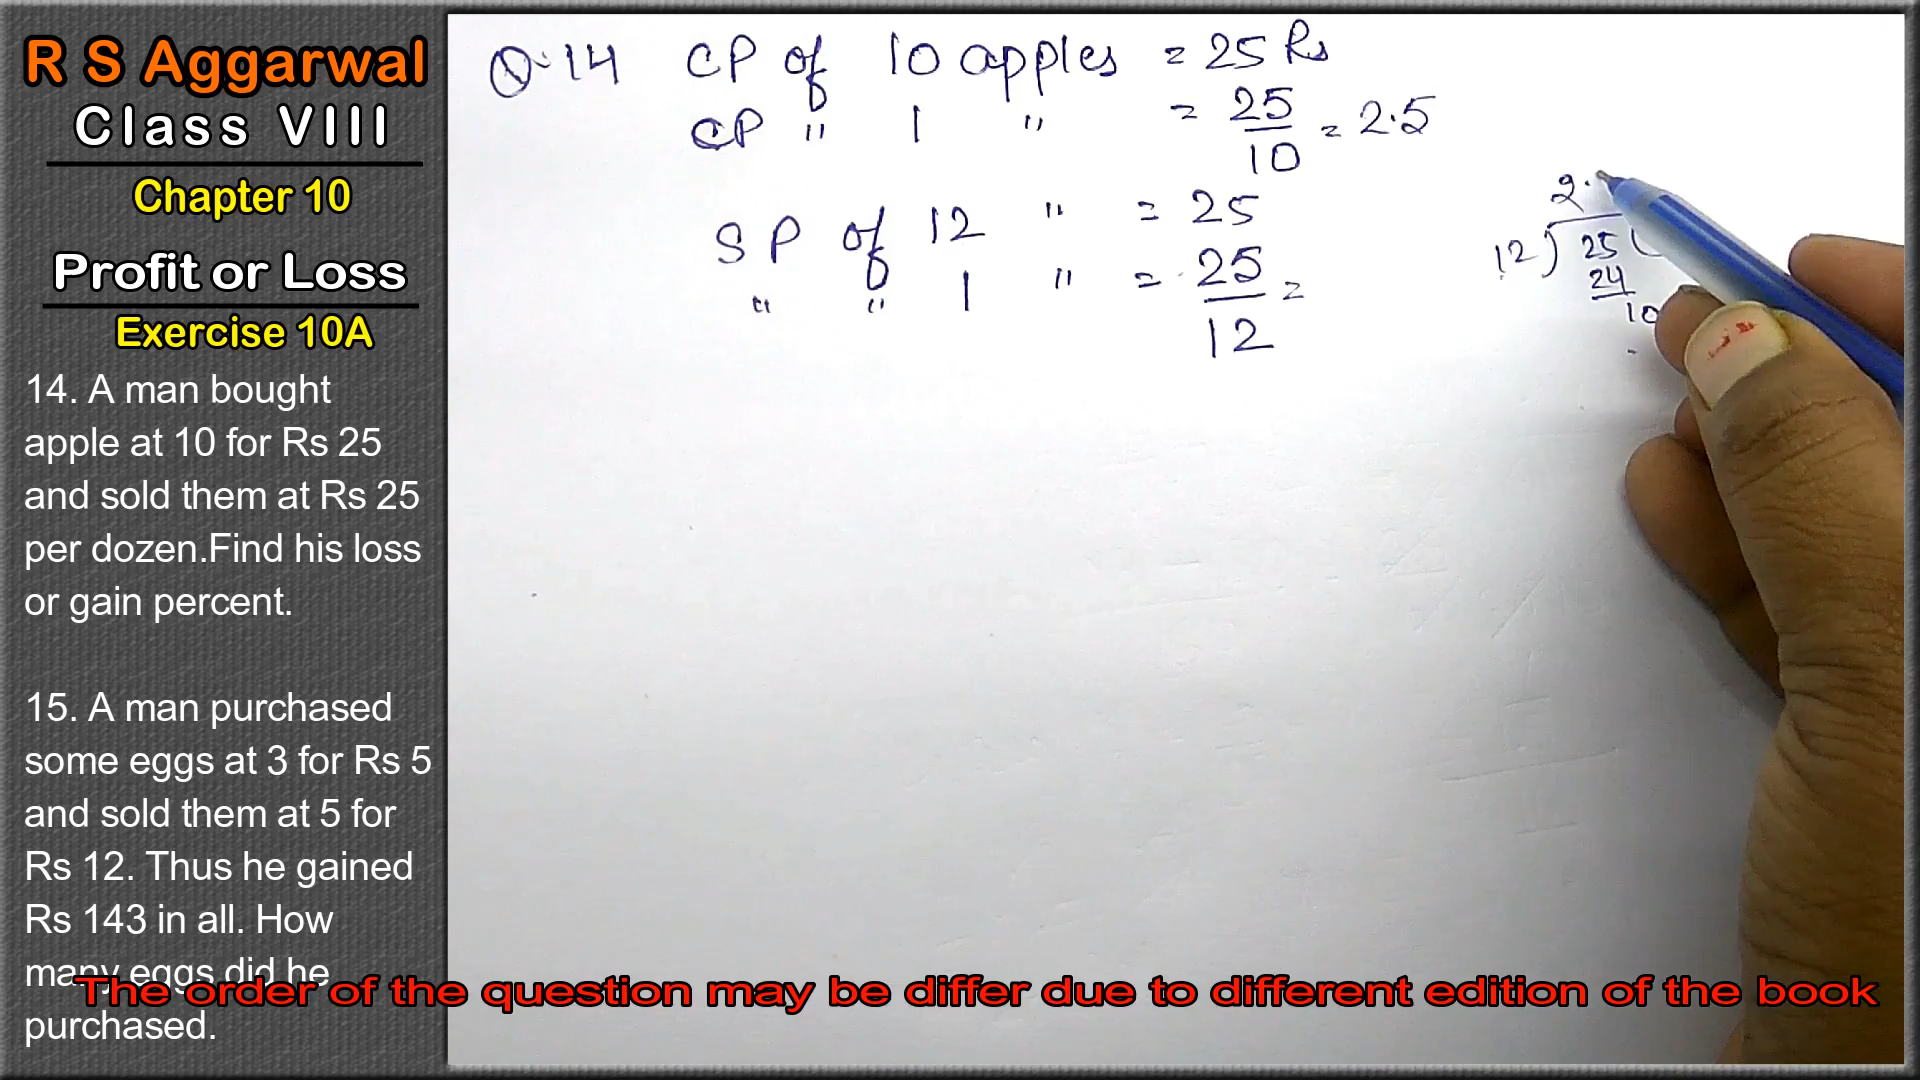 R S Aggarwal
Class VIII
Chapter 10
Profit or Loss
Exercise 10A
14. A man bought
apple at 10 for Rs 25
and sold them at Rs 25
per dozen.Find his loss
or gain percent.
15. A man purchased
some eggs at 3 for Rs 5
and sold them at 5 for
Rs 12. Thus he gained
Rs 143 in all. How
many eggs did he
purchased.
Q.14 CP of 10 apples = 25 Rs
CP " 1 " = 25/10 = 2.5
SP of 12 " = 25
" " 1 " = 25/12 =
2.
12) 25 (
24
10
The order of the question may be differ due to different edition of the book